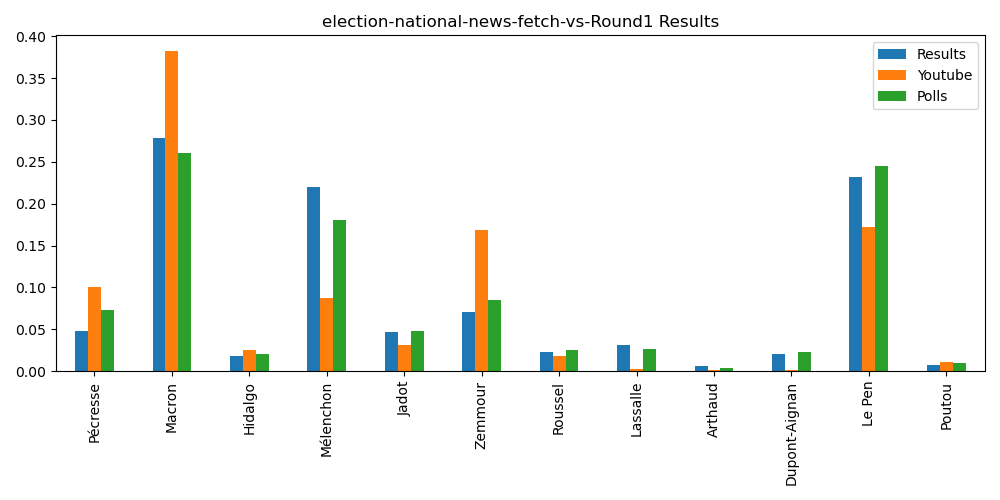 election-national-news-fetch-vs-Round1 Results
Results
Youtube
Polls
0.40
0.35
0.30
0.25
0.20
0.15
0.10
0.05
0.00
Pécresse
Macron
Hidalgo
Mélenchon
Jadot
Zemmour
Roussel
Lassalle
Arthaud
Dupont-Aignan
Le Pen
Poutou